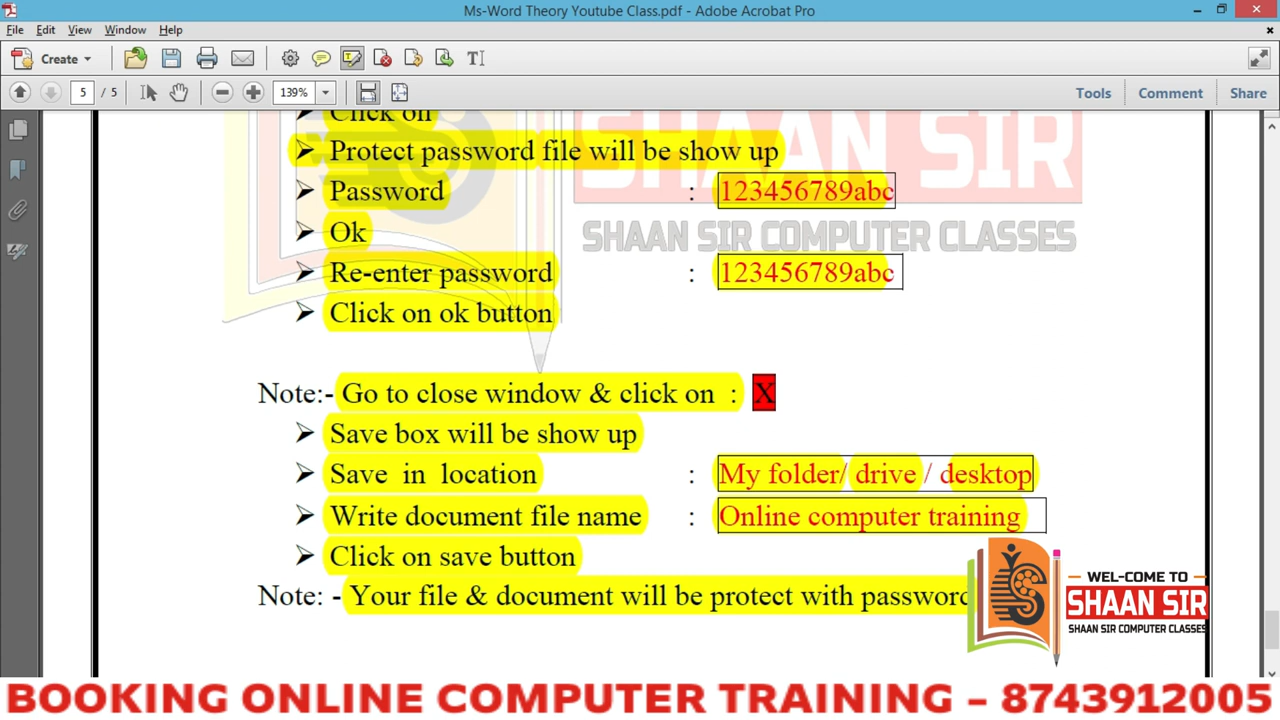 Ms-Word Theory Youtube Class.pdf - Adobe Acrobat Pro
File Edit View Window Help
Create
5 / 5 139% Tools Comment Share
Click on
Protect password file will be show up
Password : 123456789abc
Ok
Re-enter password : 123456789abc
Click on ok button
SHAAN SIR
SHAAN SIR COMPUTER CLASSES
Note:- Go to close window & click on : X
Save box will be show up
Save in location : My folder/ drive / desktop
Write document file name : Online computer training
Click on save button
Note: - Your file & document will be protect with password
WEL-COME TO
SHAAN SIR
SHAAN SIR COMPUTER CLASSES
BOOKING ONLINE COMPUTER TRAINING – 8743912005